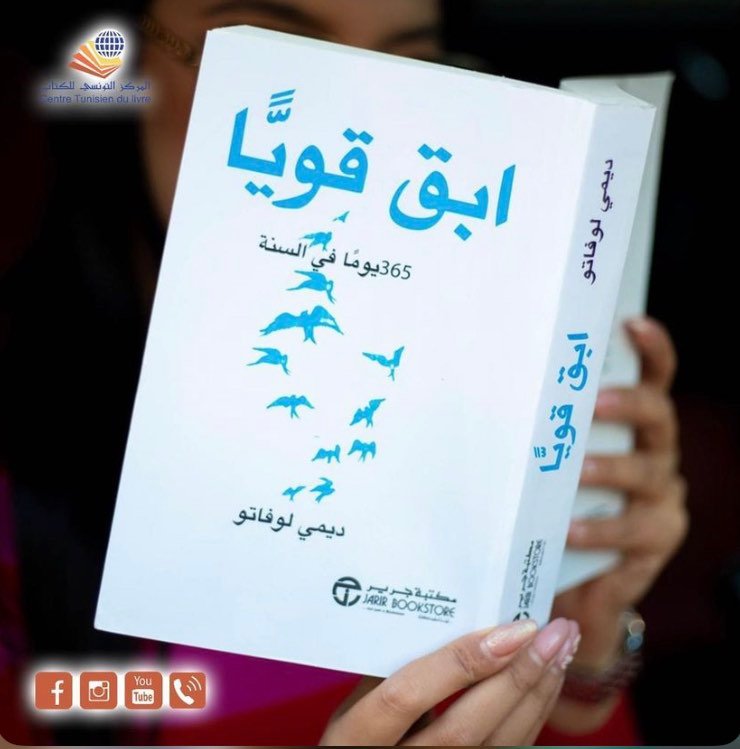 المركز التونسي للكتاب
Centre Tunisien du livre
ابق قويًّا
365يومًا في السنة
ديمي لوفاتو
مكتبة جرير
JARIR BOOKSTORE
ديمي لوفاتو
ابق قويًّا
مكتبة جرير
JARIR BOOKSTORE
You
Tube